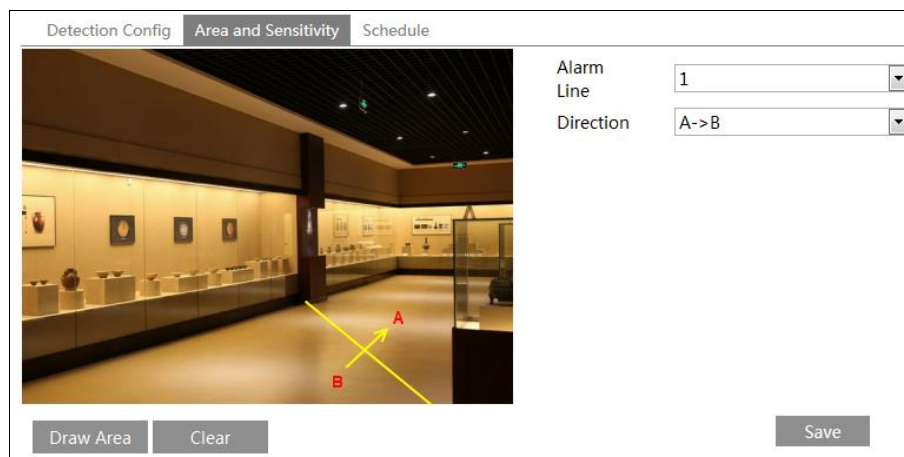 Detection Config Area and Sensitivity Schedule
Alarm Line 1
Direction A->B
A
B
Draw Area Clear Save